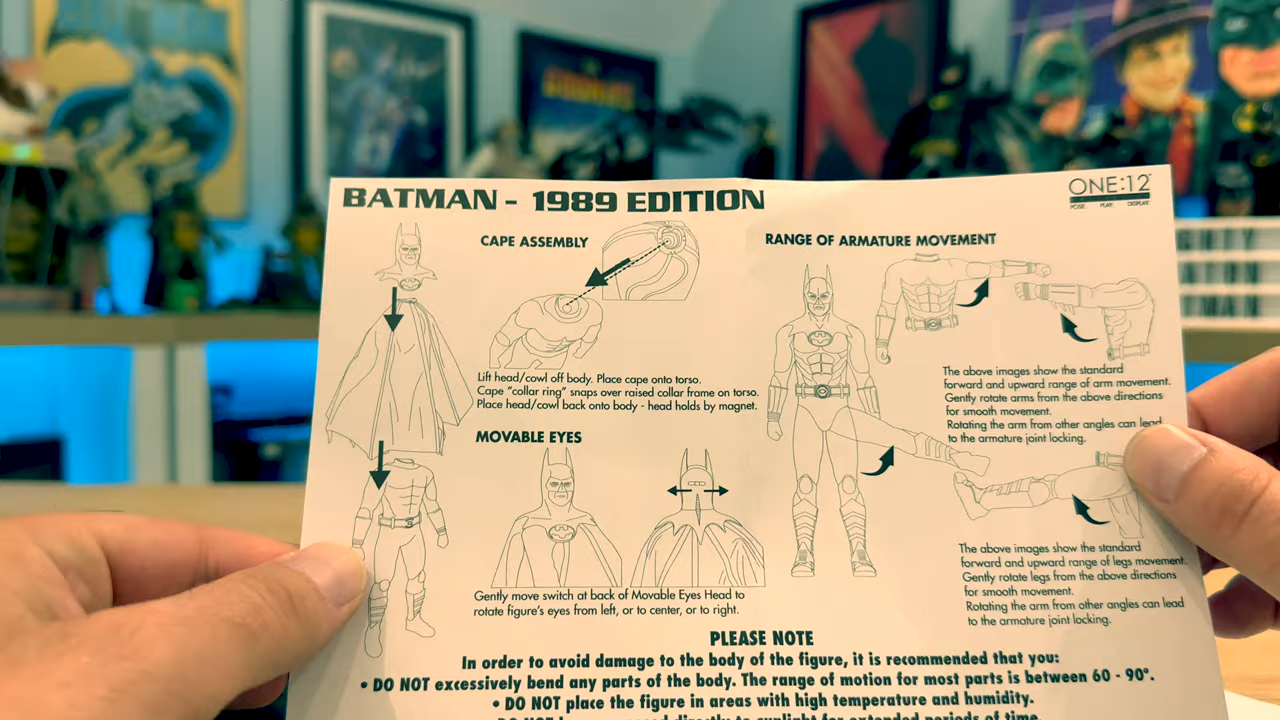 BATMAN - 1989 EDITION
ONE:12
POSE. PLAY. DISPLAY.
CAPE ASSEMBLY
Lift head/cowl off body. Place cape onto torso.
Cape "collar ring" snaps over raised collar frame on torso.
Place head/cowl back onto body - head holds by magnet.
MOVABLE EYES
Gently move switch at back of Movable Eyes Head to
rotate figure's eyes from left, or to center, or to right.
RANGE OF ARMATURE MOVEMENT
The above images show the standard
forward and upward range of arm movement.
Gently rotate arms from the above directions
for smooth movement.
Rotating the arm from other angles can lead
to the armature joint locking.
The above images show the standard
forward and upward range of legs movement.
Gently rotate legs from the above directions
for smooth movement.
Rotating the arm from other angles can lead
to the armature joint locking.
PLEASE NOTE
In order to avoid damage to the body of the figure, it is recommended that you:
• DO NOT excessively bend any parts of the body. The range of motion for most parts is between 60 - 90°.
• DO NOT place the figure in areas with high temperature and humidity.
directly to sunlight for extended periods of time.